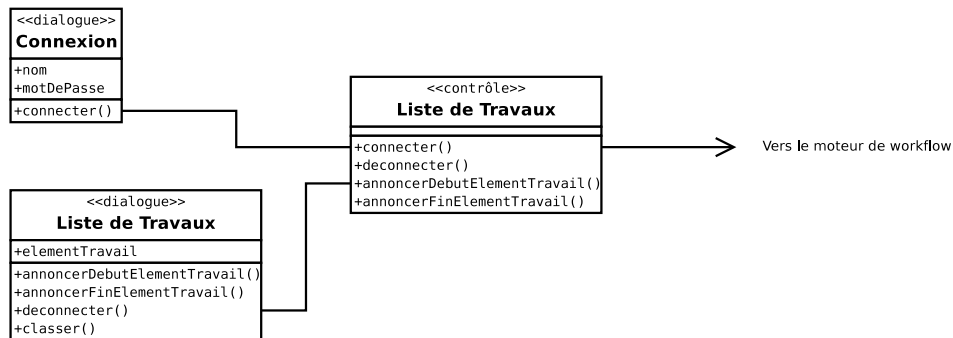 <<dialogue>>
Connexion
+nom
+motDePasse
+connecter()
<<contrôle>>
Liste de Travaux
+connecter()
+deconnecter()
+annoncerDebutElementTravail()
+annoncerFinElementTravail()
Vers le moteur de workflow
<<dialogue>>
Liste de Travaux
+elementTravail
+annoncerDebutElementTravail()
+annoncerFinElementTravail()
+deconnecter()
+classer()